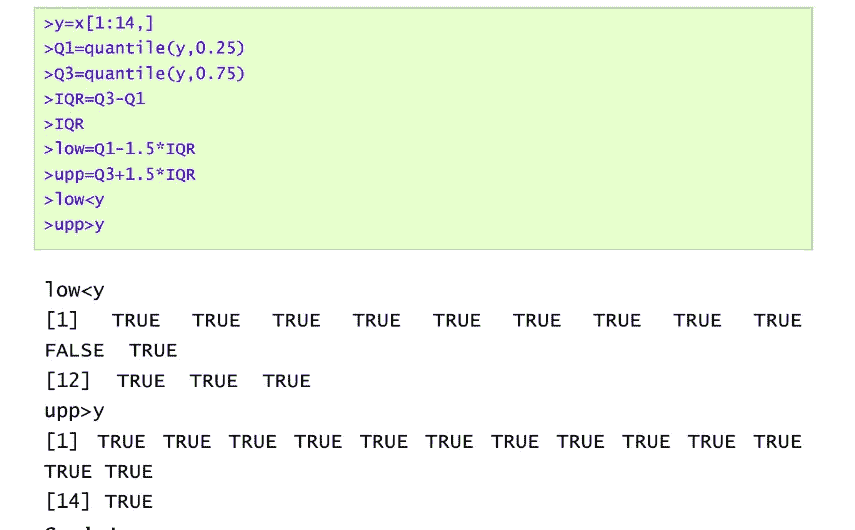 >y=x[1:14,]
>Q1=quantile(y,0.25)
>Q3=quantile(y,0.75)
>IQR=Q3-Q1
>IQR
>low=Q1-1.5*IQR
>upp=Q3+1.5*IQR
>low<y
>upp>y
low<y
[1] TRUE TRUE TRUE TRUE TRUE TRUE TRUE TRUE TRUE
FALSE TRUE
[12] TRUE TRUE TRUE
upp>y
[1] TRUE TRUE TRUE TRUE TRUE TRUE TRUE TRUE TRUE TRUE TRUE
TRUE TRUE
[14] TRUE